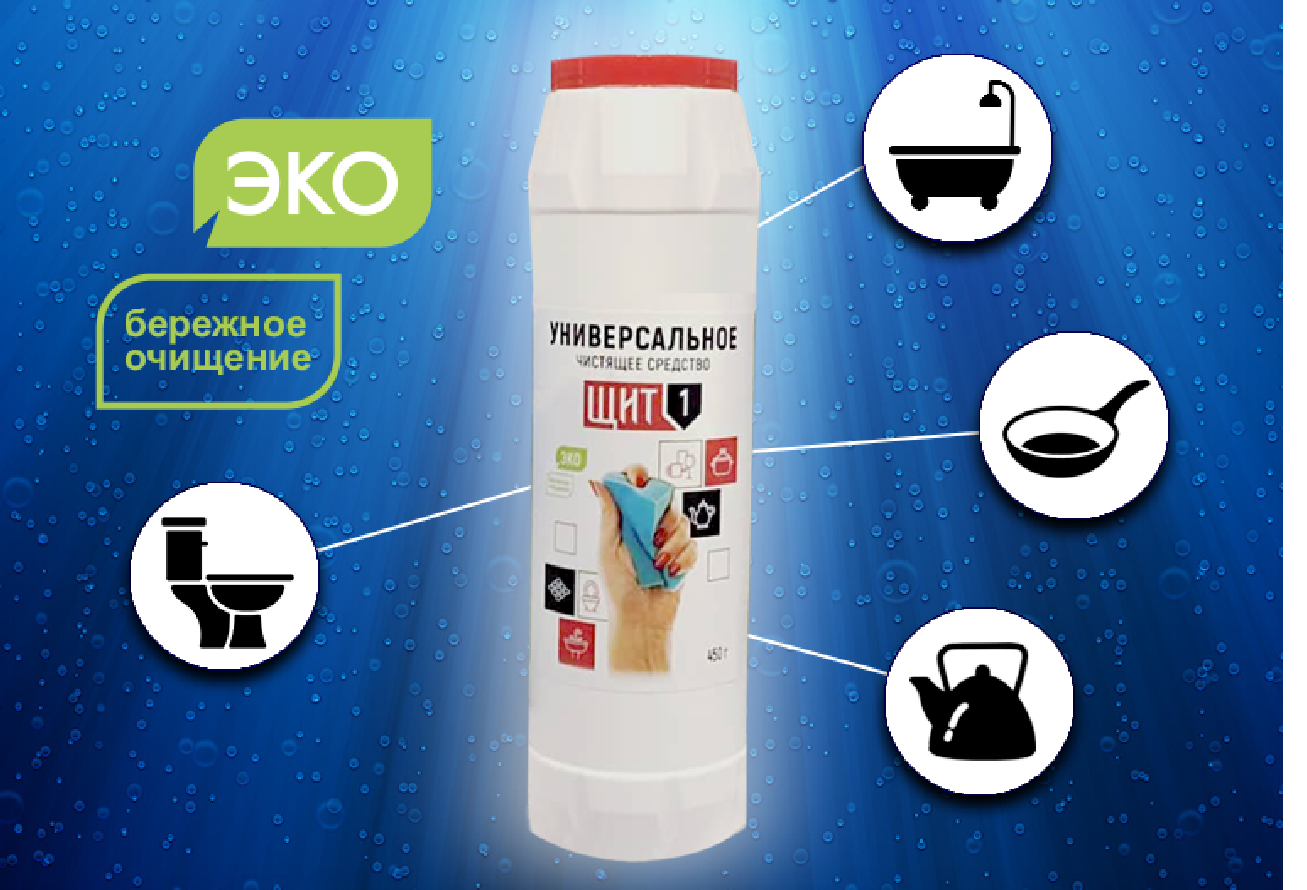 ЭКО
бережное
очищение
УНИВЕРСАЛЬНОЕ
ЧИСТЯЩЕЕ СРЕДСТВО
ЩИТ 1
ЭКО
450 г